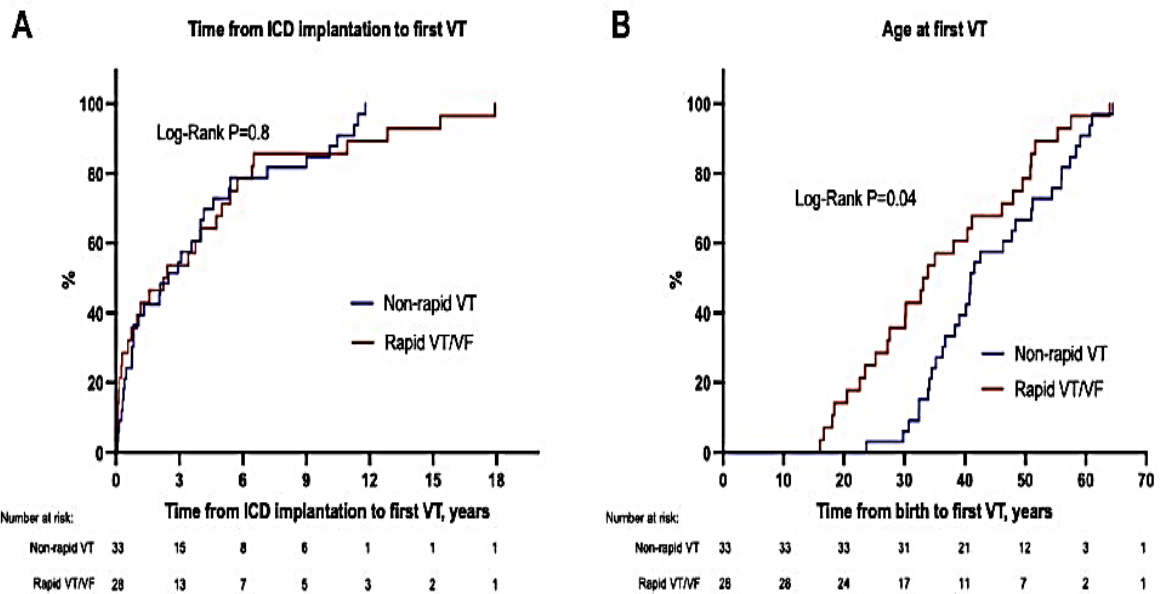 A
Time from ICD implantation to first VT
100
80
60
40
20
0
%
Log-Rank P=0.8
Non-rapid VT
Rapid VT/VF
0 3 6 9 12 15 18
Time from ICD implantation to first VT, years
Number at risk:
Non-rapid VT 33 15 8 6 1 1 1
Rapid VT/VF 28 13 7 5 3 2 1
B
Age at first VT
100
80
60
40
20
0
%
Log-Rank P=0.04
Non-rapid VT
Rapid VT/VF
0 10 20 30 40 50 60 70
Time from birth to first VT, years
Number at risk:
Non-rapid VT 33 33 33 31 21 12 3 1
Rapid VT/VF 28 28 24 17 11 7 2 1